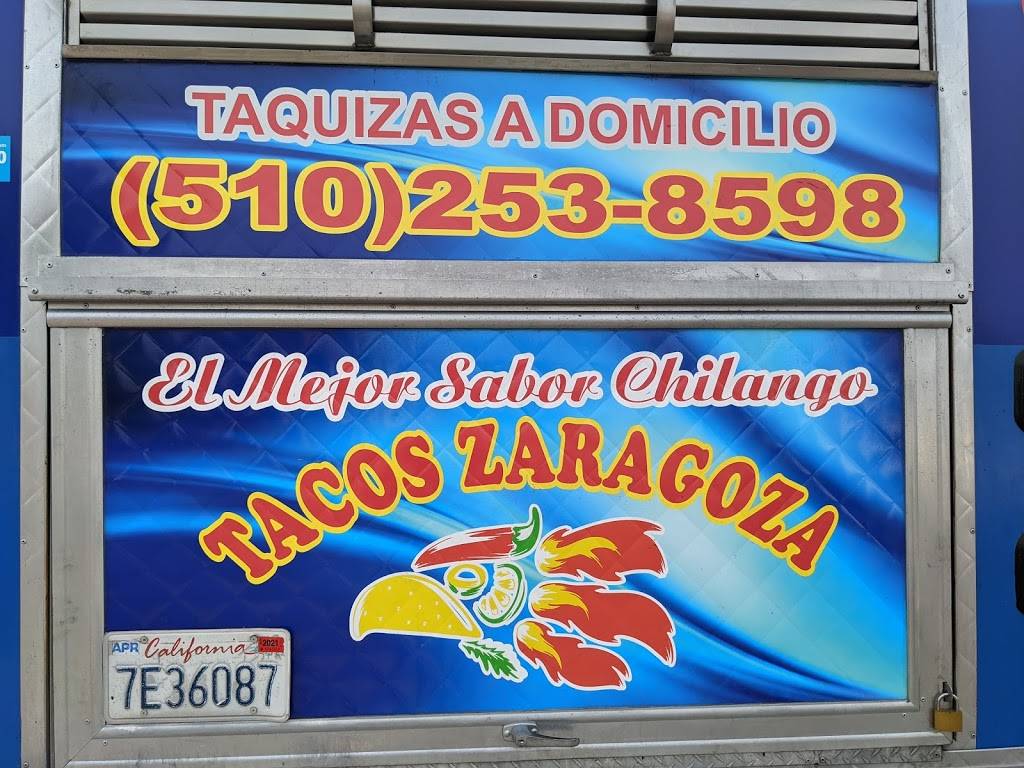 TAQUIZAS A DOMICILIO
(510)253-8598
El Mejor Sabor Chilango
TACOS ZARAGOZA
APR California 2021
7E36087